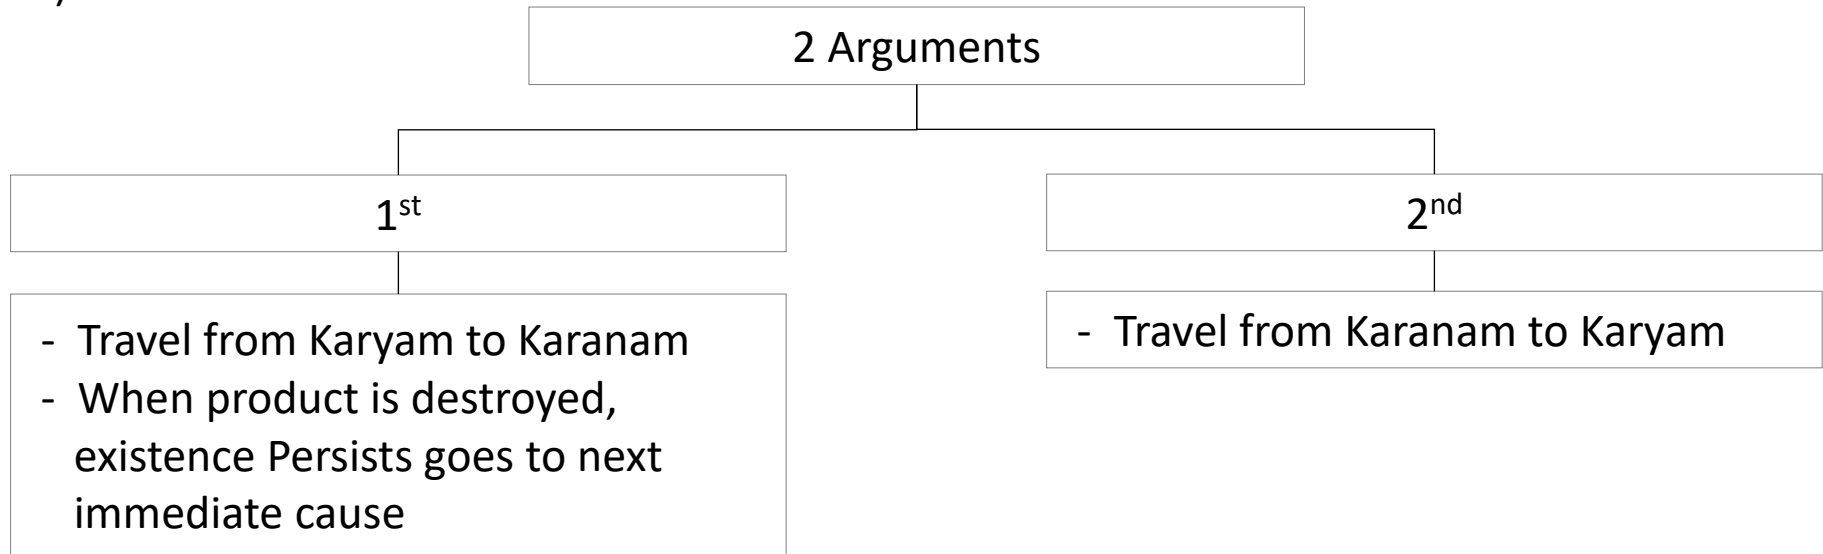 2 Arguments
1st
2nd
- Travel from Karyam to Karanam
- When product is destroyed,
existence Persists goes to next
immediate cause
- Travel from Karanam to Karyam